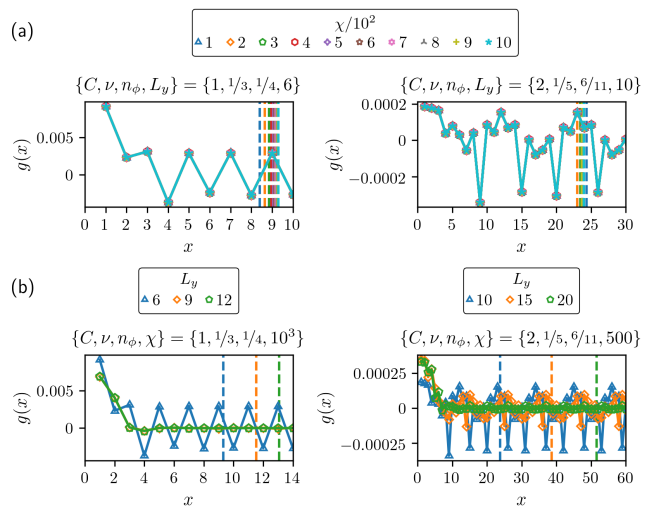 (a)
χ/10²
1 2 3 4 5 6 7 8 9 10
{C, ν, n_ϕ, L_y} = {1, 1/3, 1/4, 6}
{C, ν, n_ϕ, L_y} = {2, 1/5, 6/11, 10}
g(x)
0.005
0
0 1 2 3 4 5 6 7 8 9 10
x
g(x)
0.0002
0
−0.0002
0 5 10 15 20 25 30
x
(b)
L_y
6 9 12
L_y
10 15 20
{C, ν, n_ϕ, χ} = {1, 1/3, 1/4, 10³}
{C, ν, n_ϕ, χ} = {2, 1/5, 6/11, 500}
g(x)
0.005
0
0 2 4 6 8 10 12 14
x
g(x)
0.00025
0
−0.00025
0 10 20 30 40 50 60
x